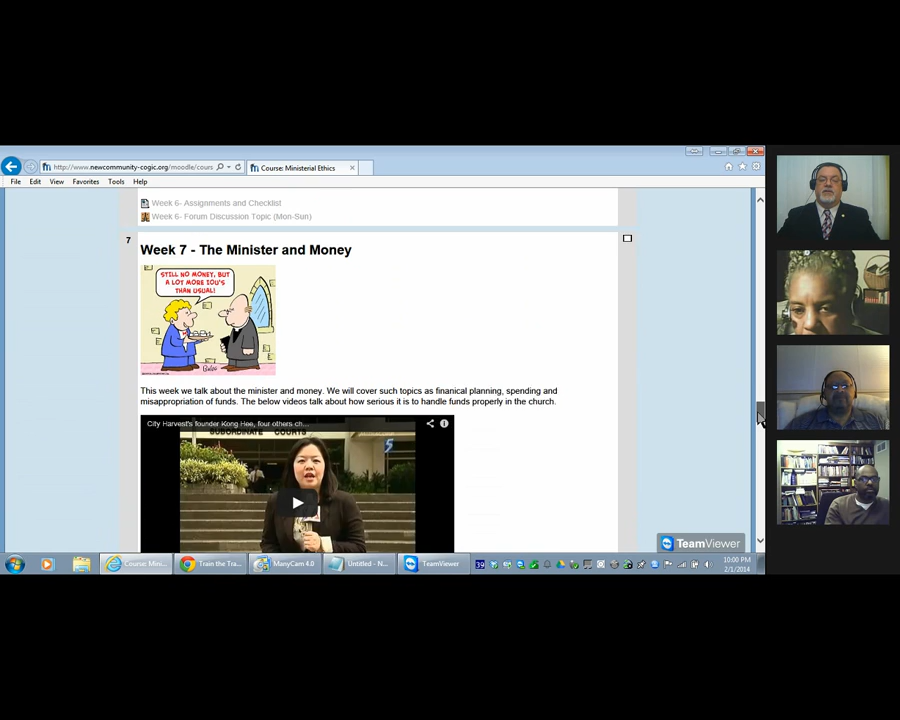 http://www.newcommunity-cogic.org/moodle/cours
Course: Ministerial Ethics
File Edit View Favorites Tools Help
Week 6- Assignments and Checklist
Week 6- Forum Discussion Topic (Mon-Sun)
7
Week 7 - The Minister and Money
STILL NO MONEY, BUT
A LOT MORE IOU'S
THAN USUAL!
This week we talk about the minister and money. We will cover such topics as finanical planning, spending and
misappropriation of funds. The below videos talk about how serious it is to handle funds properly in the church.
City Harvest's founder Kong Hee, four others ch...
SUBORDINATE COURTS
5
TeamViewer
Course: Mini...
Train the Tra...
ManyCam 4.0
Untitled - N...
TeamViewer
39
10:00 PM
2/1/2014